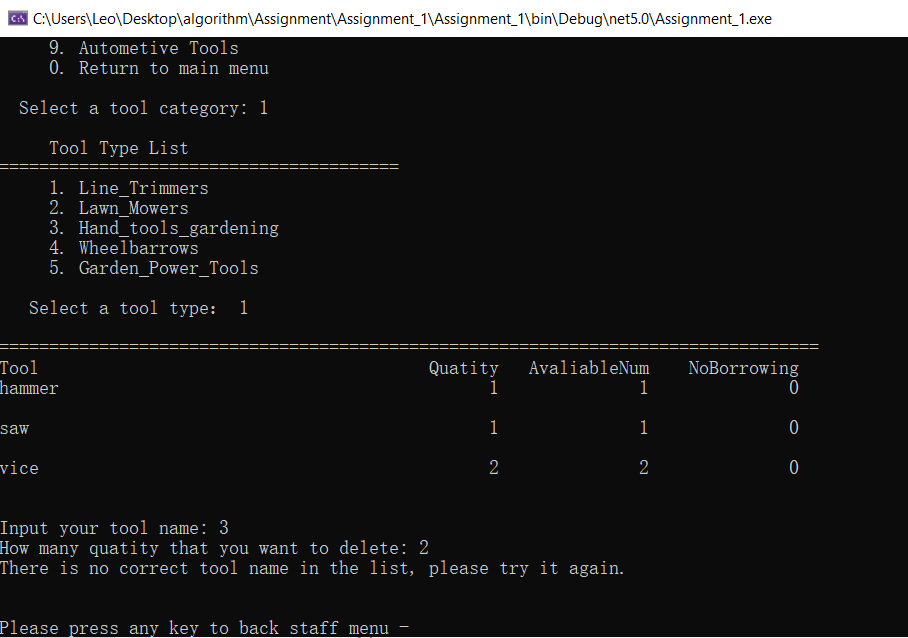 C:\Users\Leo\Desktop\algorithm\Assignment\Assignment_1\Assignment_1\bin\Debug\net5.0\Assignment_1.exe
9. Autometive Tools
0. Return to main menu
Select a tool category: 1
Tool Type List
========================================
1. Line_Trimmers
2. Lawn_Mowers
3. Hand_tools_gardening
4. Wheelbarrows
5. Garden_Power_Tools
Select a tool type: 1
==================================================================================
Tool Quatity AvaliableNum NoBorrowing
hammer 1 1 0
saw 1 1 0
vice 2 2 0
Input your tool name: 3
How many quatity that you want to delete: 2
There is no correct tool name in the list, please try it again.
Please press any key to back staff menu